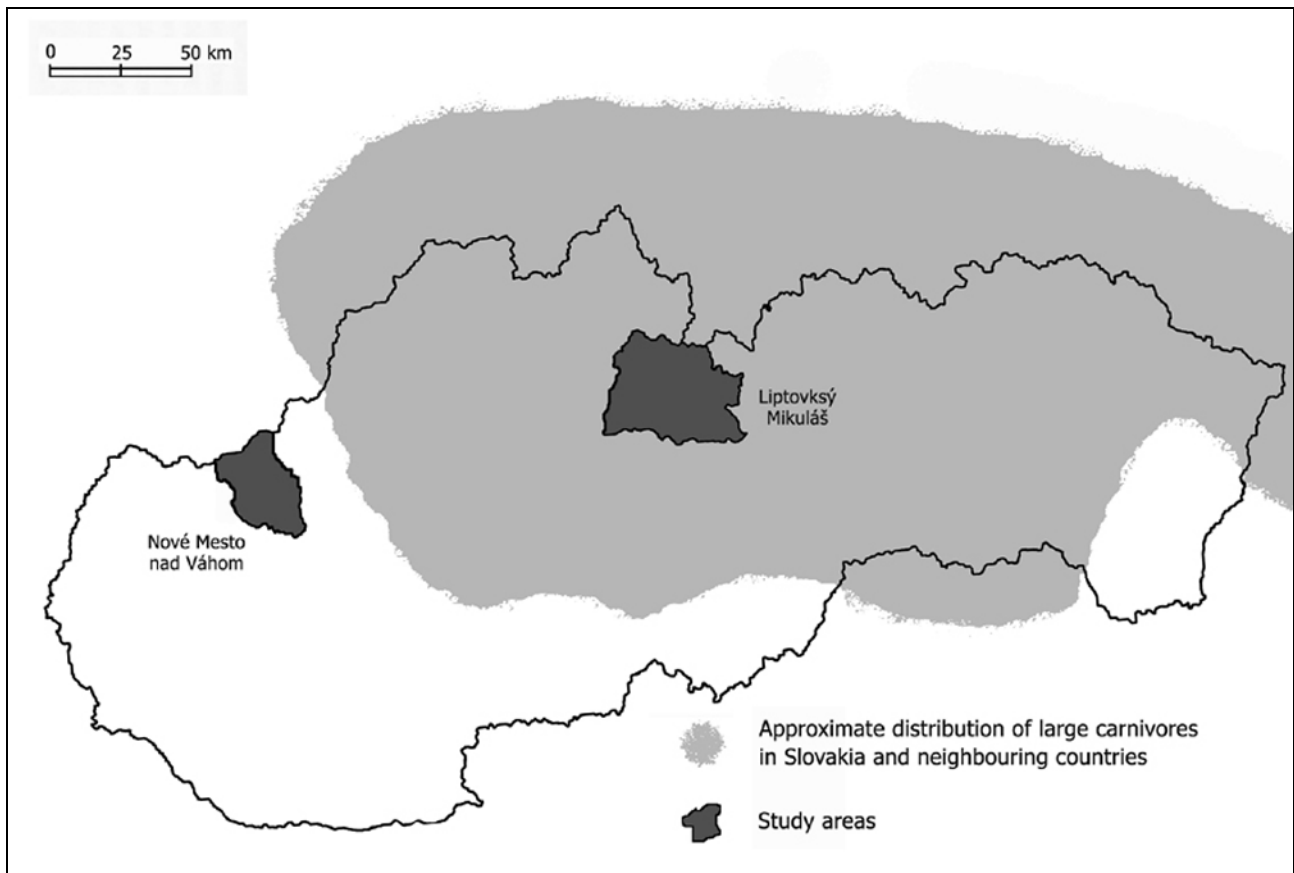 0 25 50 km
Liptovksý
Mikuláš
Nové Mesto
nad Váhom
Approximate distribution of large carnivores
in Slovakia and neighbouring countries
Study areas